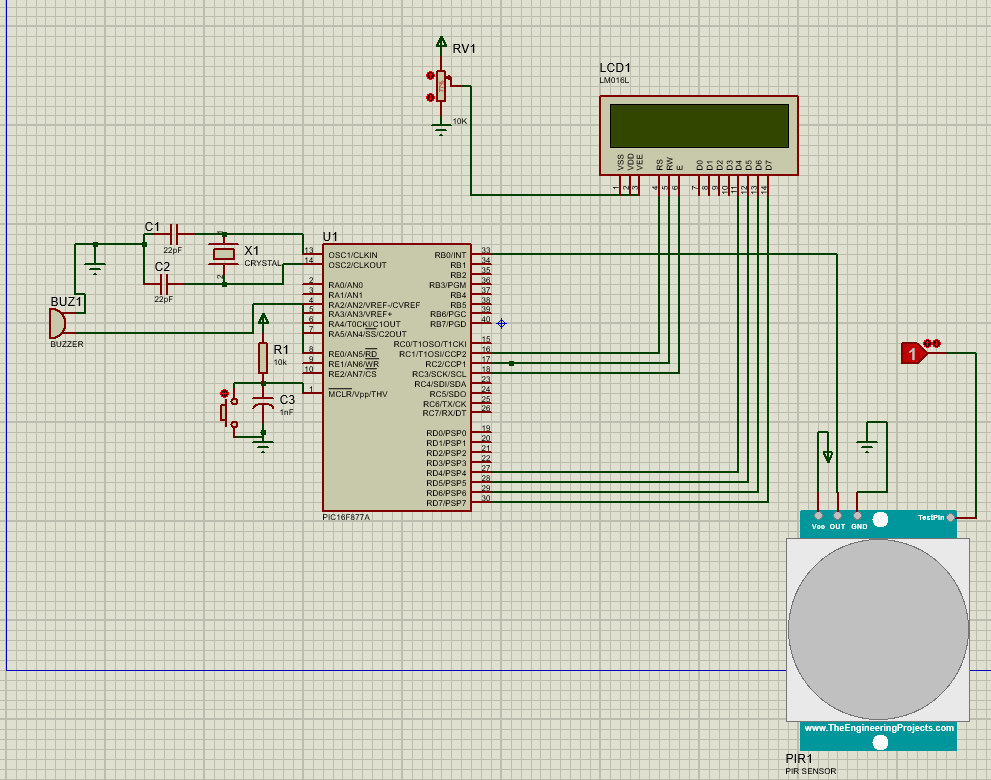 RV1
77%
10K
LCD1
LM016L
VSS
VDD
VEE
RS
RW
E
D0
D1
D2
D3
D4
D5
D6
D7
1
2
3
4
5
6
7
8
9
10
11
12
13
14
C1
22pF
C2
22pF
1
2
X1
CRYSTAL
BUZ1
BUZZER
R1
10k
C3
1nF
U1
13 OSC1/CLKIN
14 OSC2/CLKOUT
2 RA0/AN0
3 RA1/AN1
4 RA2/AN2/VREF-/CVREF
5 RA3/AN3/VREF+
6 RA4/T0CKI/C1OUT
7 RA5/AN4/SS/C2OUT
8 RE0/AN5/RD
9 RE1/AN6/WR
10 RE2/AN7/CS
1 MCLR/Vpp/THV
RB0/INT 33
RB1 34
RB2 35
RB3/PGM 36
RB4 37
RB5 38
RB6/PGC 39
RB7/PGD 40
RC0/T1OSO/T1CKI 15
RC1/T1OSI/CCP2 16
RC2/CCP1 17
RC3/SCK/SCL 18
RC4/SDI/SDA 23
RC5/SDO 24
RC6/TX/CK 25
RC7/RX/DT 26
RD0/PSP0 19
RD1/PSP1 20
RD2/PSP2 21
RD3/PSP3 22
RD4/PSP4 27
RD5/PSP5 28
RD6/PSP6 29
RD7/PSP7 30
PIC16F877A
1
Vcc OUT GND TestPin
www.TheEngineeringProjects.com
PIR1
PIR SENSOR